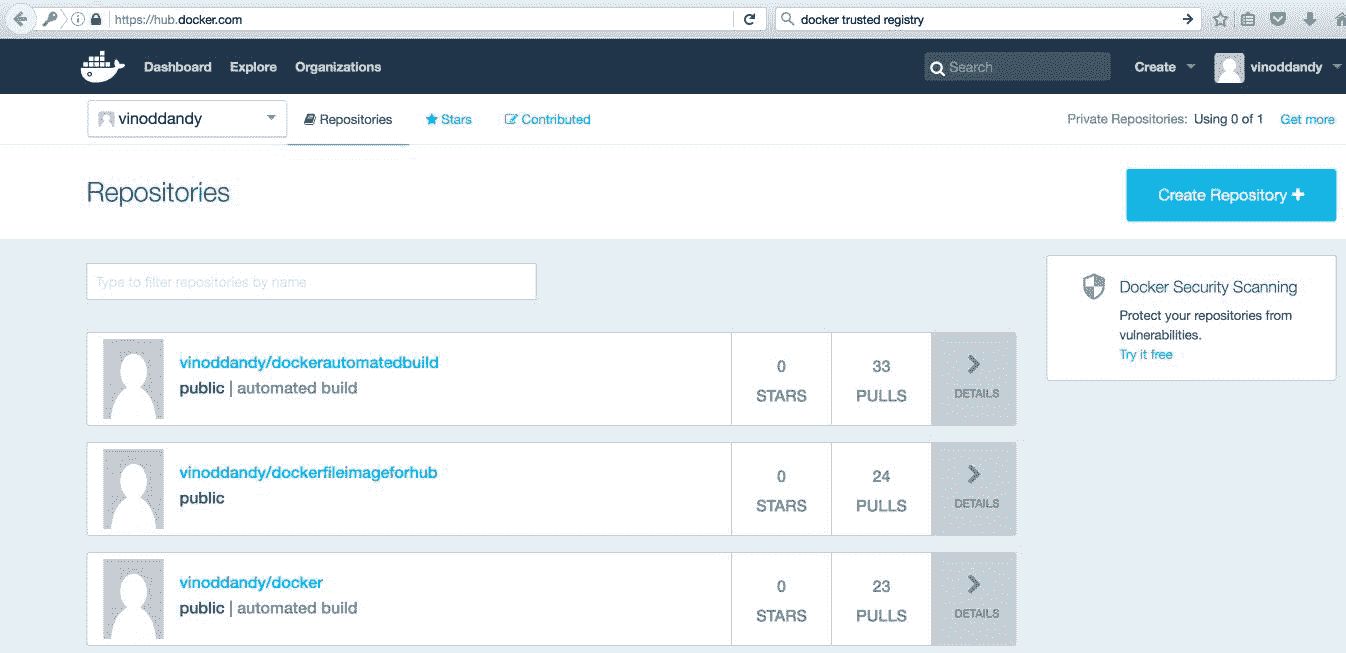 https://hub.docker.com
docker trusted registry
Dashboard Explore Organizations
Search
Create vinoddandy
vinoddandy
Repositories Stars Contributed
Private Repositories: Using 0 of 1 Get more
Repositories
Create Repository +
Type to filter repositories by name
Docker Security Scanning
Protect your repositories from
vulnerabilities.
Try it free
vinoddandy/dockerautomatedbuild
public | automated build
0
STARS
33
PULLS
DETAILS
vinoddandy/dockerfileimageforhub
public
0
STARS
24
PULLS
DETAILS
vinoddandy/docker
public | automated build
0
STARS
23
PULLS
DETAILS